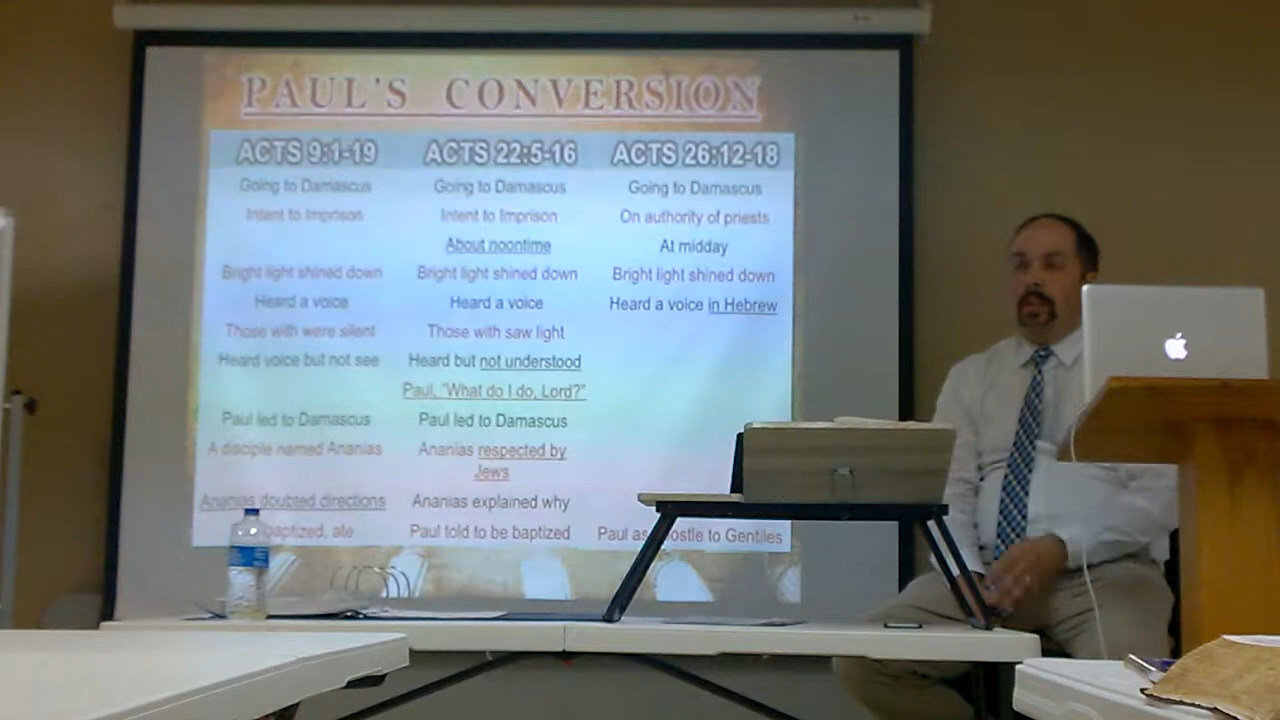 PAUL'S CONVERSION
ACTS 9:1-19 ACTS 22:5-16 ACTS 26:12-18
Going to Damascus Going to Damascus Going to Damascus
Intent to Imprison Intent to Imprison On authority of priests
About noontime At midday
Bright light shined down Bright light shined down Bright light shined down
Heard a voice Heard a voice Heard a voice in Hebrew
Those with were silent Those with saw light
Heard voice but not see Heard but not understood
Paul, "What do I do, Lord?"
Paul led to Damascus Paul led to Damascus
A disciple named Ananias Ananias respected by
Jews
Ananias doubted directions Ananias explained why
baptized, ate Paul told to be baptized Paul as ostle to Gentiles